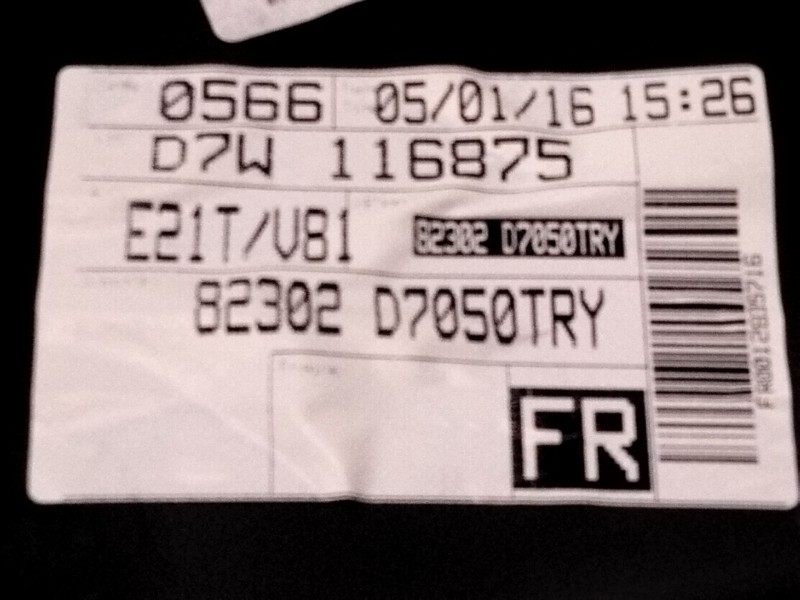 0566 05/01/16 15:26
D7W 116875
E21T/V81 82302 D7050TRY
82302 D7050TRY
FR